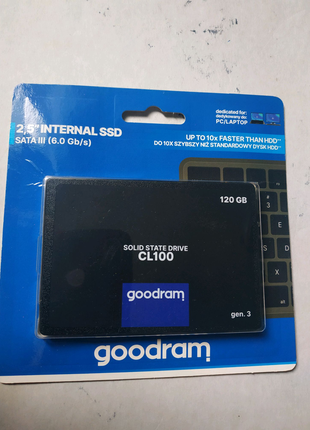 2,5" INTERNAL SSD
SATA III (6.0 Gb/s)
dedicated for:
dedykowany do:
PC/LAPTOP
UP TO 10x FASTER THAN HDD
DO 10X SZYBSZY NIŻ STANDARDOWY DYSK HDD
120 GB
SOLID STATE DRIVE
CL100
goodram
gen. 3
goodram